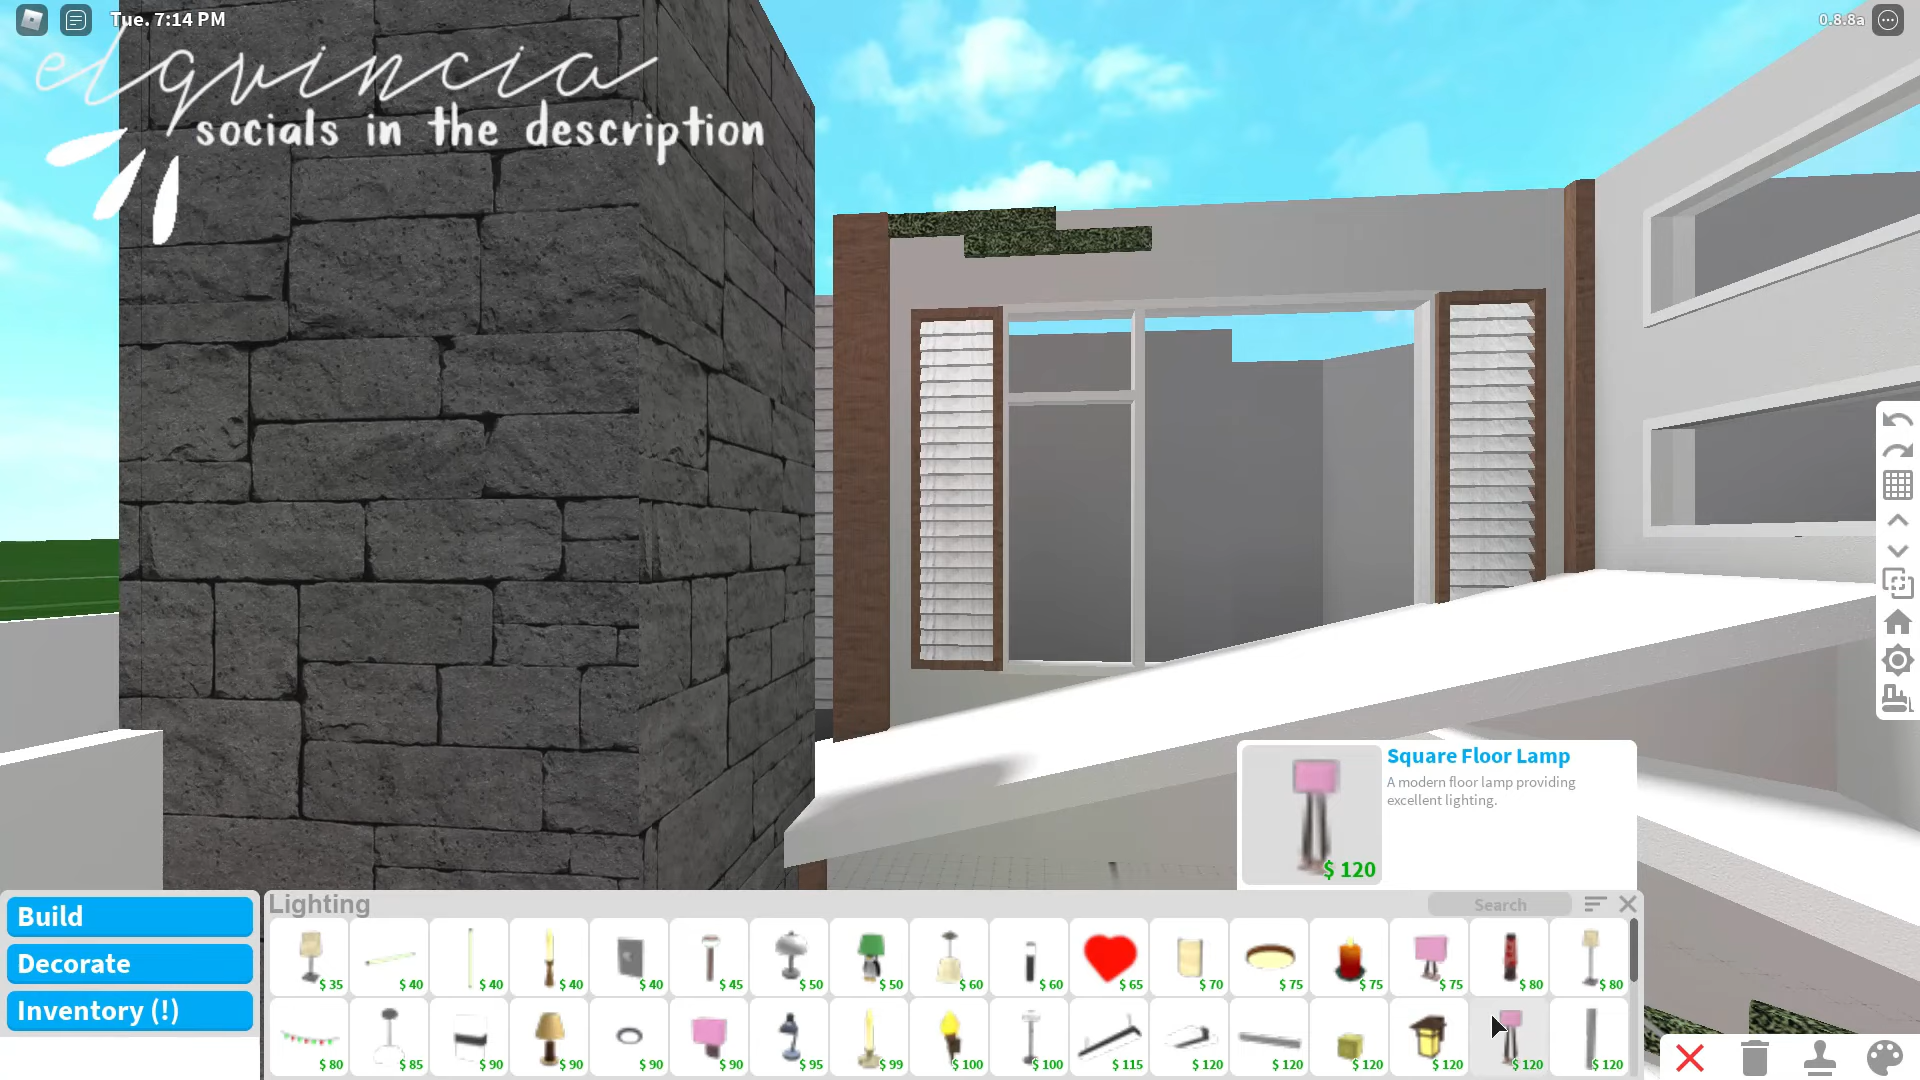 Tue. 7:14 PM
0.8.8a
elquincia
socials in the description
Square Floor Lamp
A modern floor lamp providing
excellent lighting.
$ 120
Build
Decorate
Inventory (!)
Lighting
Search
$ 35 $ 40 $ 40 $ 40 $ 40 $ 45 $ 50 $ 50 $ 60 $ 60 $ 65 $ 70 $ 75 $ 75 $ 75 $ 80 $ 80
$ 80 $ 85 $ 90 $ 90 $ 90 $ 90 $ 95 $ 99 $ 100 $ 100 $ 115 $ 120 $ 120 $ 120 $ 120 $ 120 $ 120